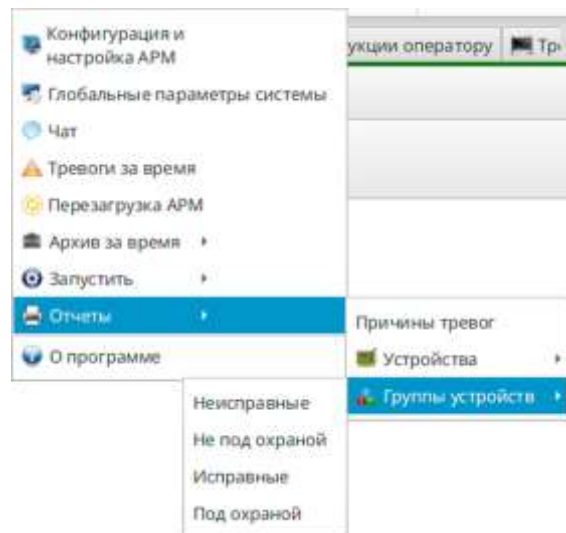 Конфигурация и
настройка АРМ
укции оператору
Глобальные параметры системы
Чат
Тревоги за время
Перезагрузка АРМ
Архив за время
Запустить
Отчеты
О программе
Причины тревог
Устройства
Группы устройств
Неисправные
Не под охраной
Исправные
Под охраной